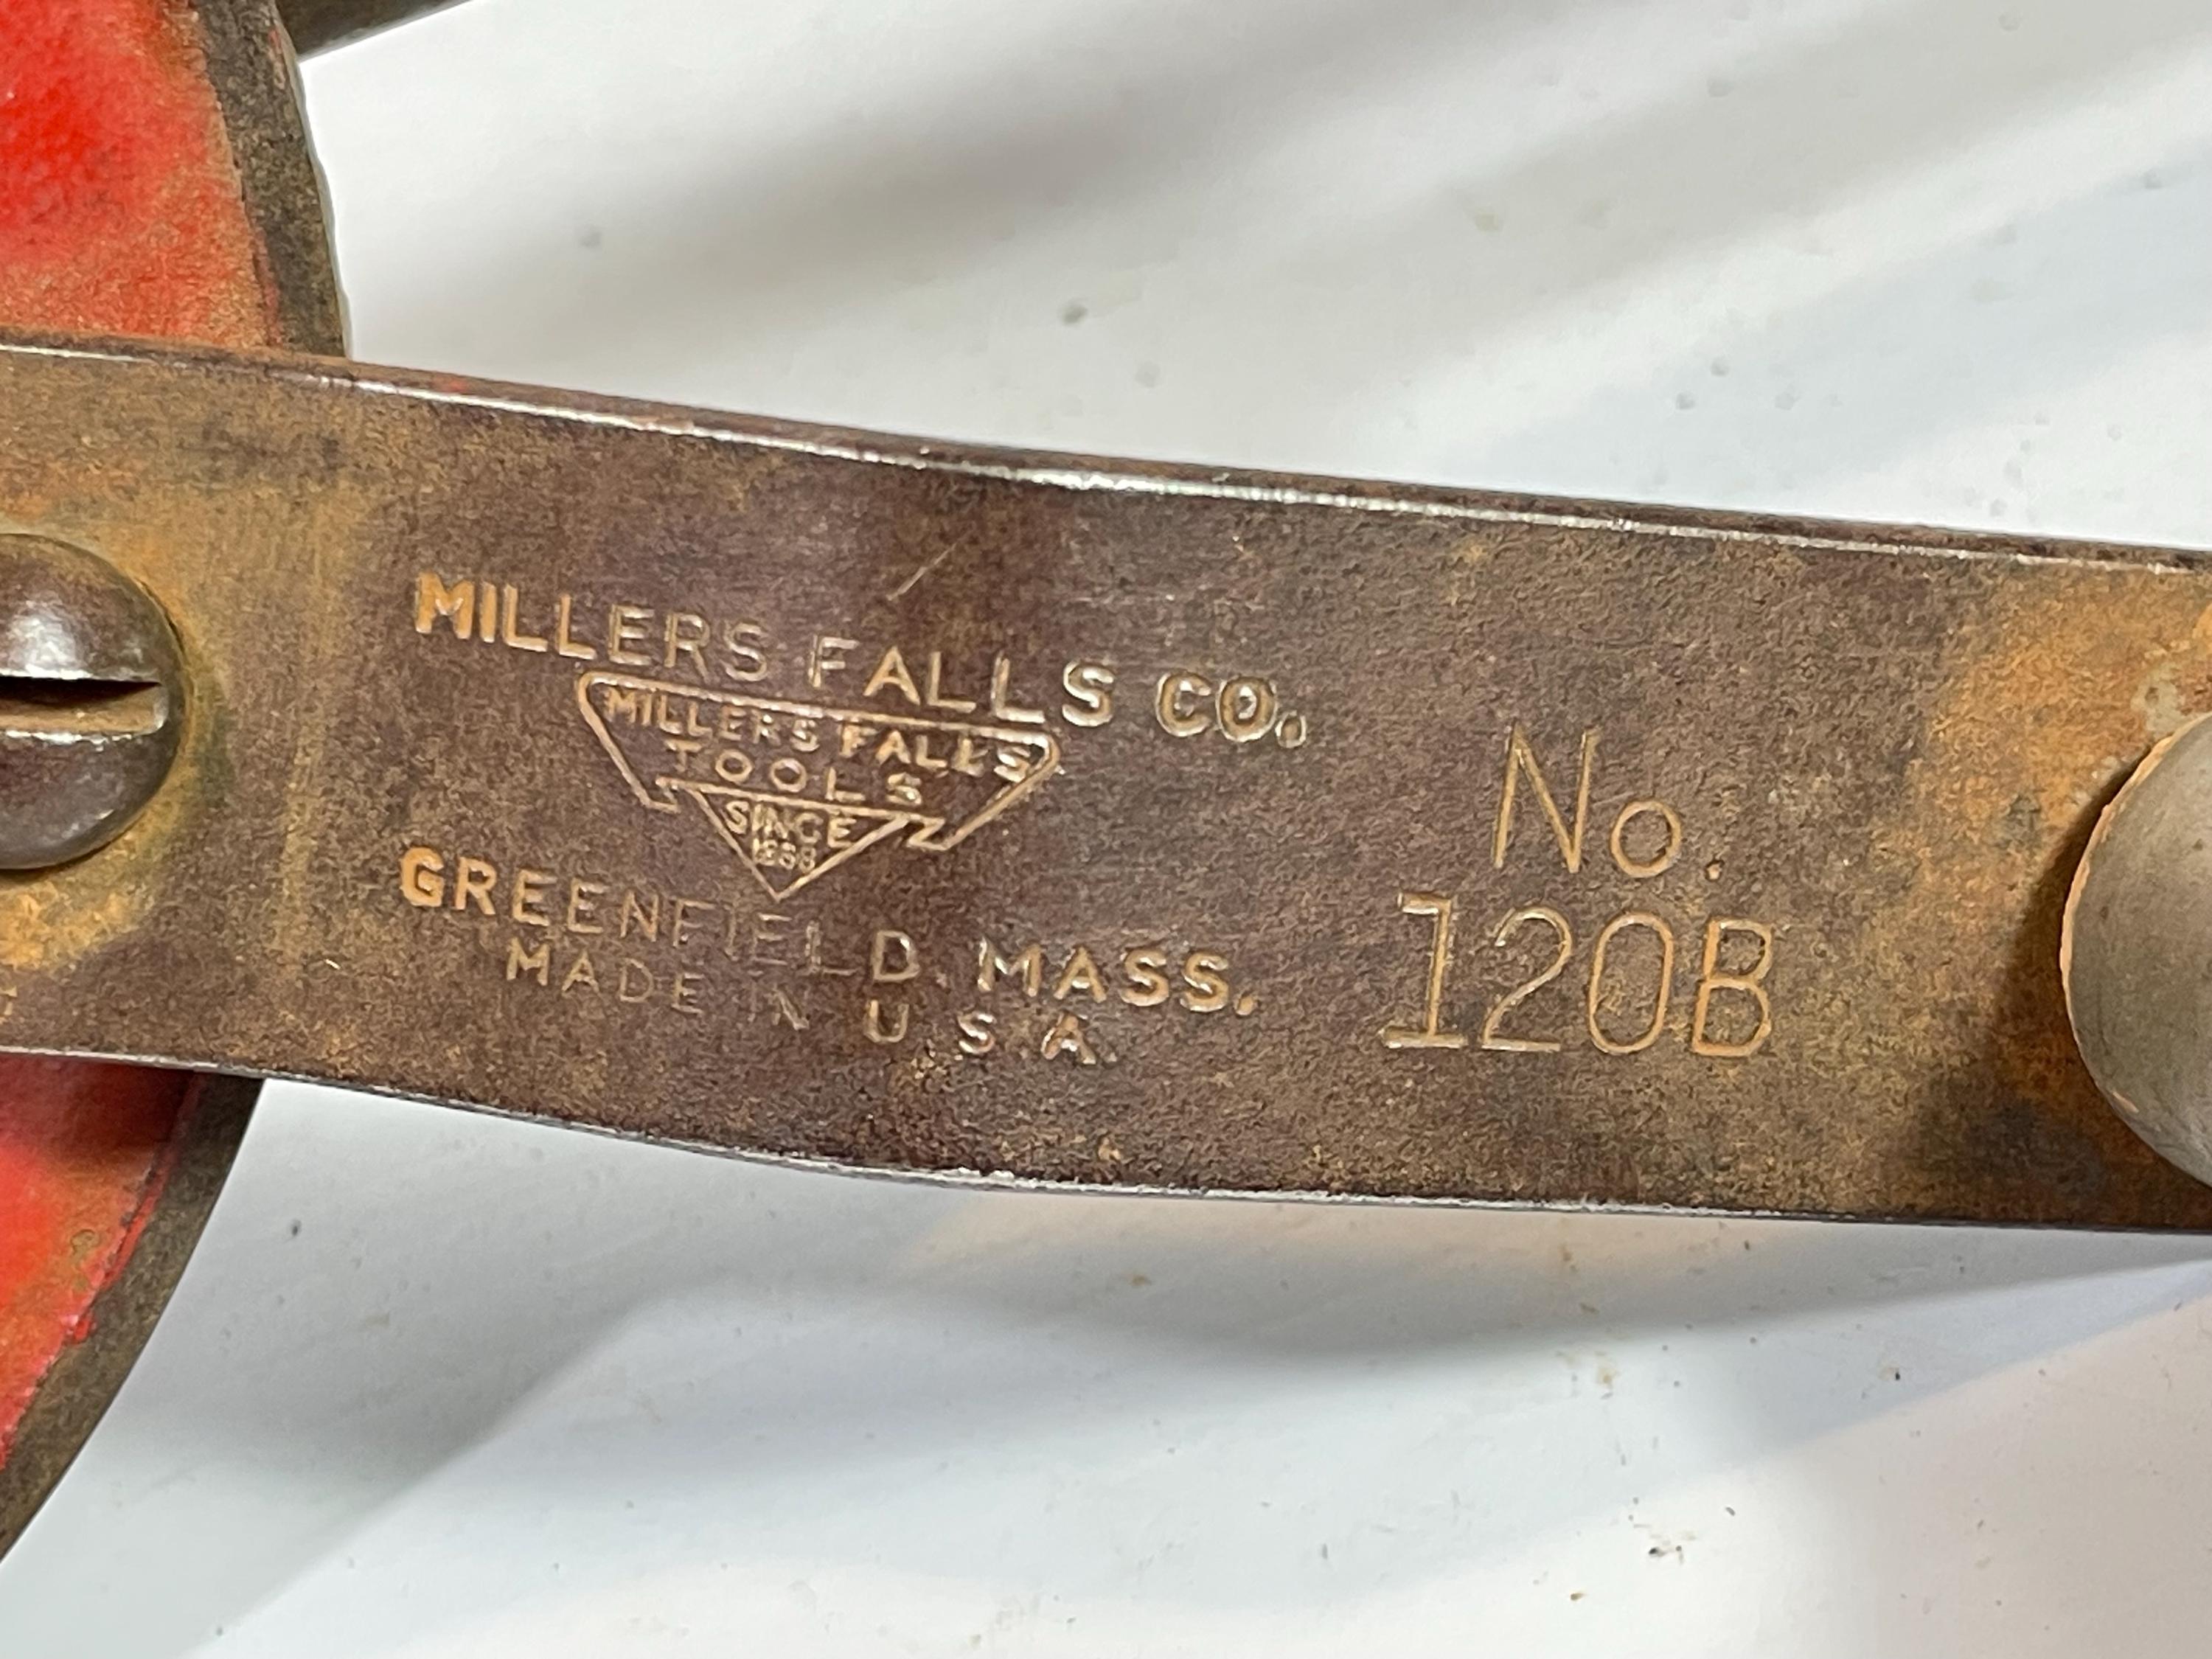 MILLERS FALLS CO.
MILLERS FALLS
TOOLS
SINCE
1868
GREENFIELD, MASS.
MADE IN U.S.A.
No.
120B